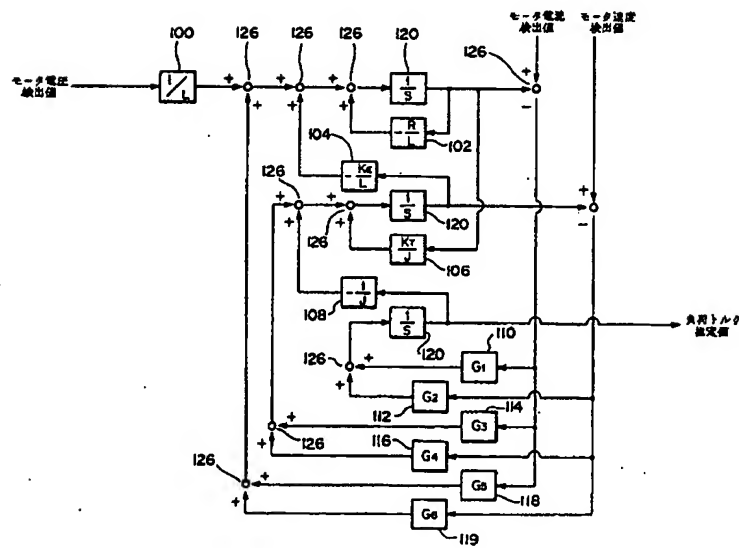 モータ電流
検出値
モータ速度
検出値
100
126
126
126
120
126
モータ電圧
検出値
1/L
+
+
+
+
+
+
1/S
+
+
-
-R/L
102
104
-KE/L
+
-
126
+
+
+
+
1/S
126
120
KT/J
106
-1/J
108
1/S
120
負荷トルク
推定値
110
126
+
+
G1
G2
112
114
G3
+
+
126
116
G4
126
+
+
G5
118
G6
119